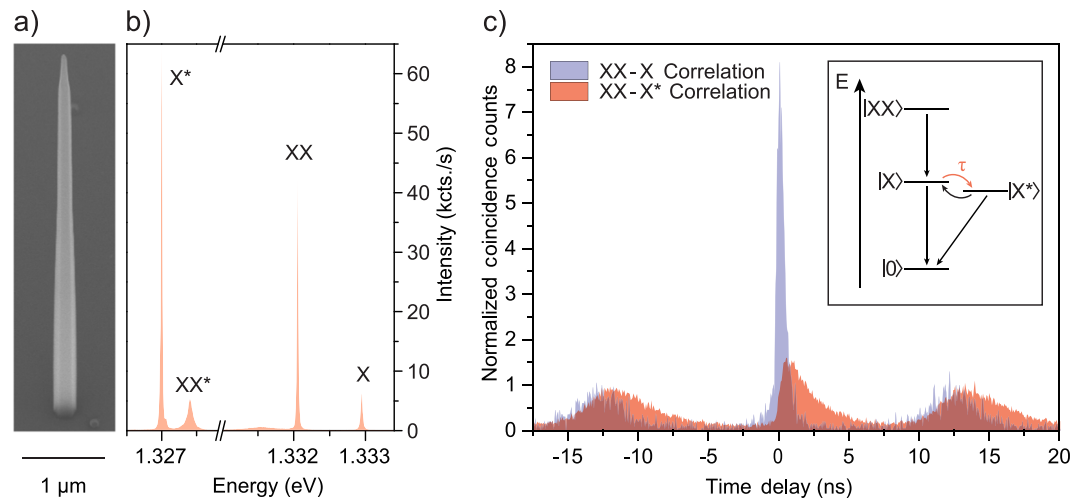 a)
1 µm
b)
X*
XX*
XX
X
60
50
40
30
20
10
0
Intensity (kcts./s)
1.327
1.332
1.333
Energy (eV)
c)
XX-X Correlation
XX-X* Correlation
Normalized coincidence counts
8
7
6
5
4
3
2
1
0
-15
-10
-5
0
5
10
15
20
Time delay (ns)
E
|XX⟩
τ
|X⟩
|X*⟩
|0⟩